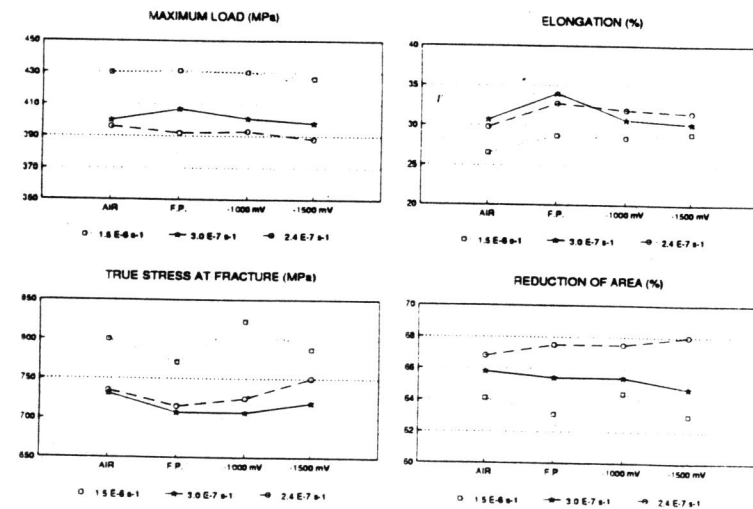 MAXIMUM LOAD (MPa)
450
430
410
390
370
350
AIR F.P. -1000 mV -1500 mV
1.5 E-6 s-1 3.0 E-7 s-1 2.4 E-7 s-1
ELONGATION (%)
40
35
30
25
20
AIR F.P. -1000 mV -1500 mV
1.5 E-6 s-1 3.0 E-7 s-1 2.4 E-7 s-1
TRUE STRESS AT FRACTURE (MPa)
850
800
750
700
650
AIR F.P. -1000 mV -1500 mV
1.5 E-6 s-1 3.0 E-7 s-1 2.4 E-7 s-1
REDUCTION OF AREA (%)
70
68
66
64
62
60
AIR F.P. -1000 mV -1500 mV
1.5 E-6 s-1 3.0 E-7 s-1 2.4 E-7 s-1